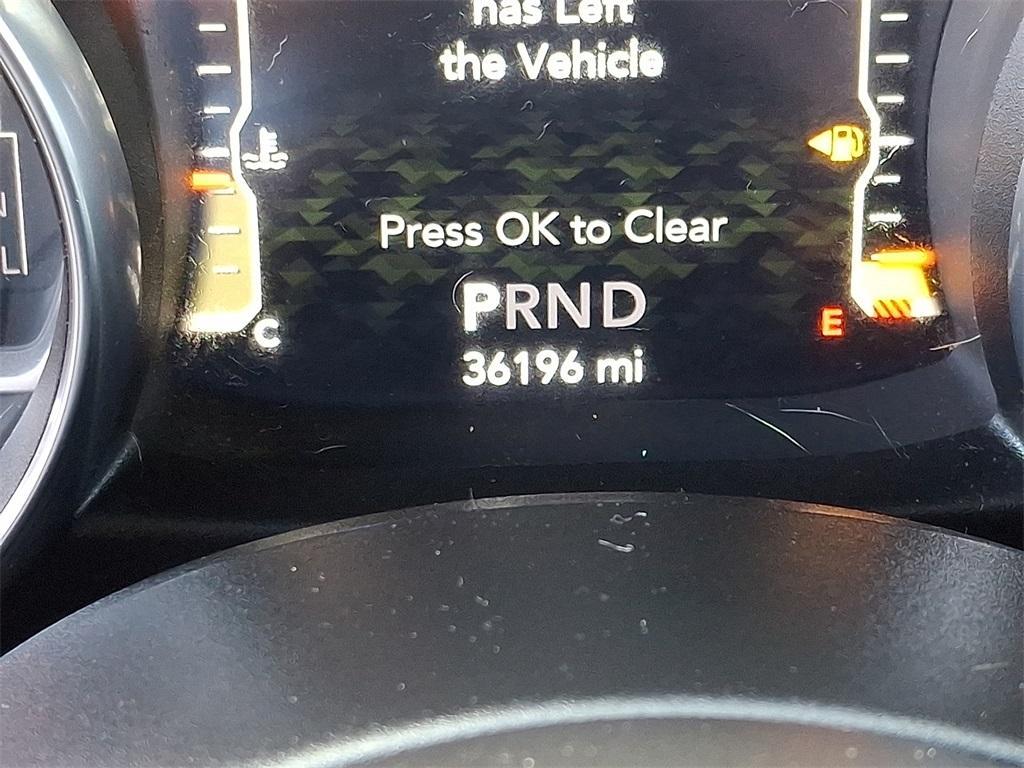 has Left
the Vehicle
Press OK to Clear
PRND
C
E
36196 mi